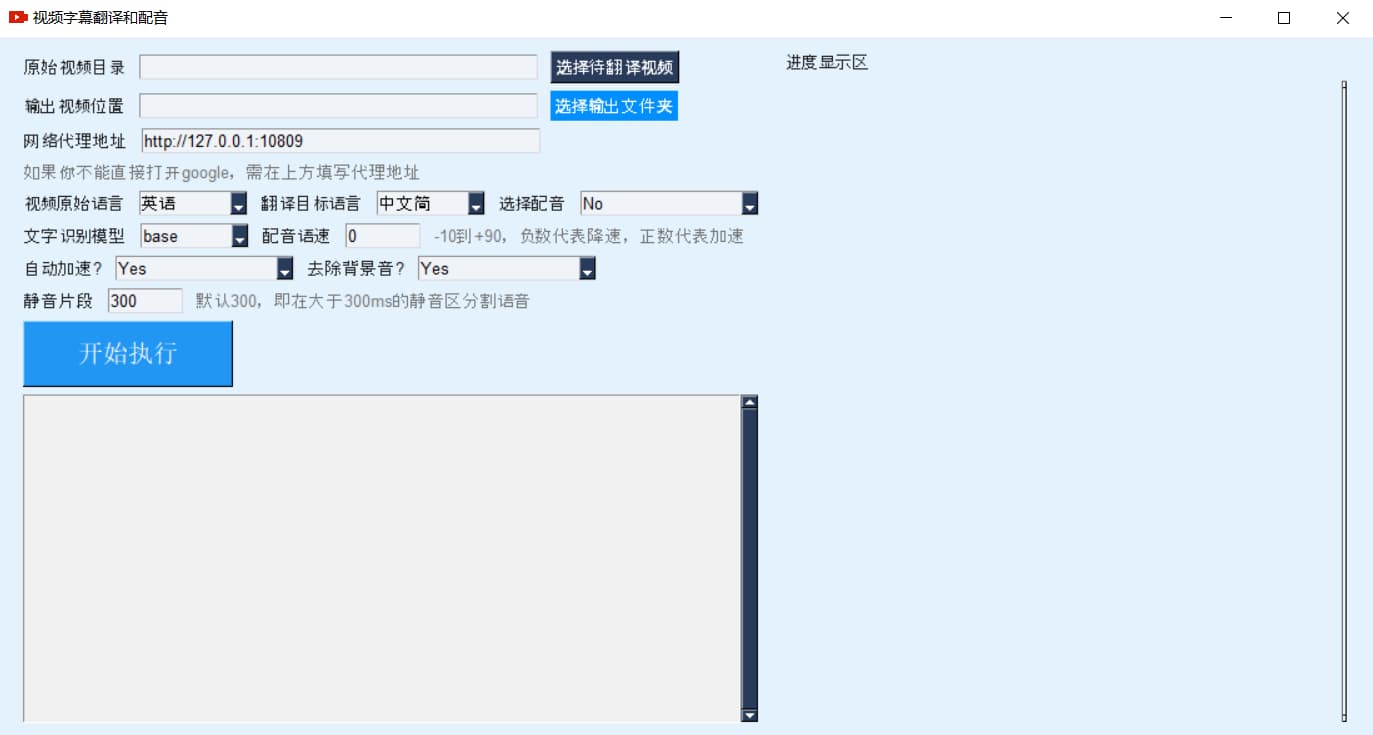 视频字幕翻译和配音
原始视频目录 选择待翻译视频
输出视频位置 选择输出文件夹
网络代理地址 http://127.0.0.1:10809
如果你不能直接打开google，需在上方填写代理地址
视频原始语言 英语 翻译目标语言 中文简 选择配音 No
文字识别模型 base 配音语速 0 -10到+90，负数代表降速，正数代表加速
自动加速? Yes 去除背景音? Yes
静音片段 300 默认300，即在大于300ms的静音区分割语音
开始执行
进度显示区